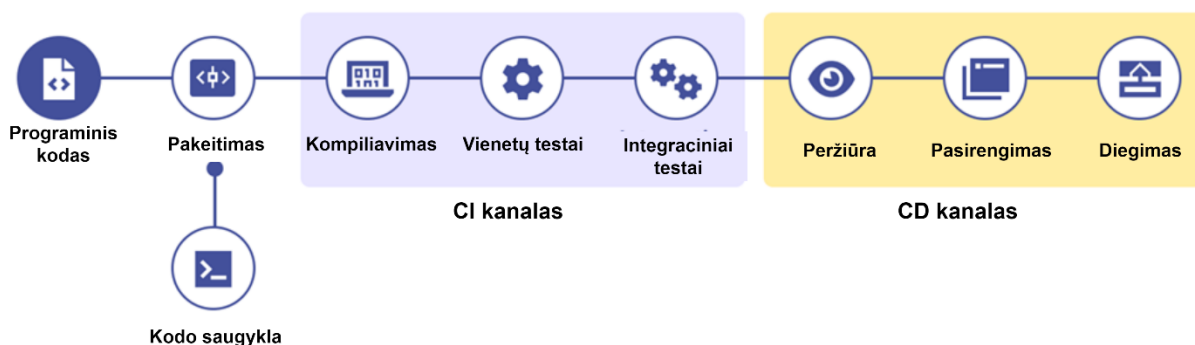 Programinis
kodas
Pakeitimas
Kompiliavimas
Vienetų testai
Integraciniai
testai
Peržiūra
Pasirengimas
Diegimas
CI kanalas
CD kanalas
Kodo saugykla